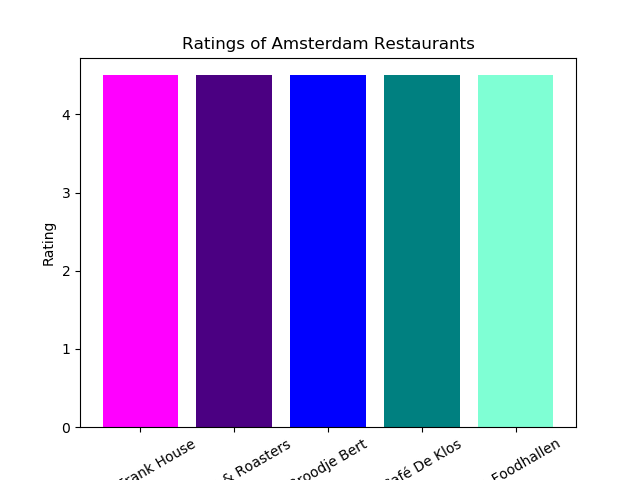 Ratings of Amsterdam Restaurants
Rating
4
3
2
1
0
Frank House
& Roasters
Broodje Bert
Café De Klos
Foodhallen